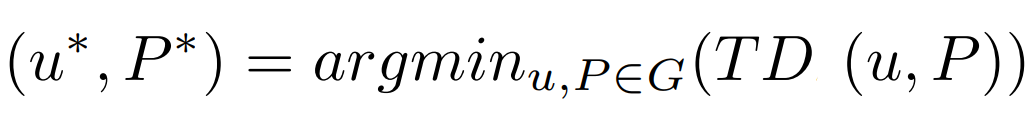 (u*, P*) = argmin_{u,P∈G}(TD (u, P))